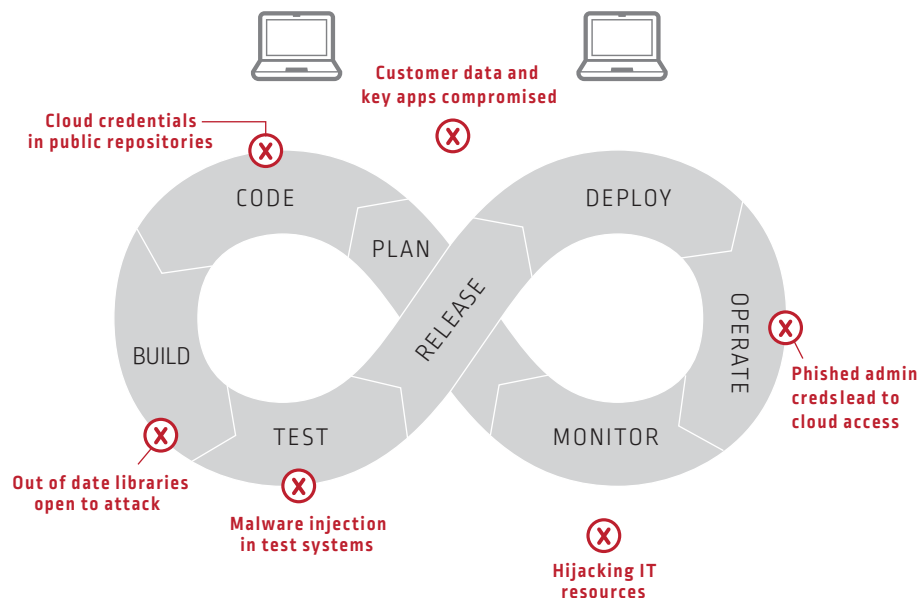 Customer data and
key apps compromised
Cloud credentials
in public repositories
CODE
DEPLOY
PLAN
RELEASE
OPERATE
BUILD
Phished admin
credslead to
cloud access
TEST
MONITOR
Out of date libraries
open to attack
Malware injection
in test systems
Hijacking IT
resources